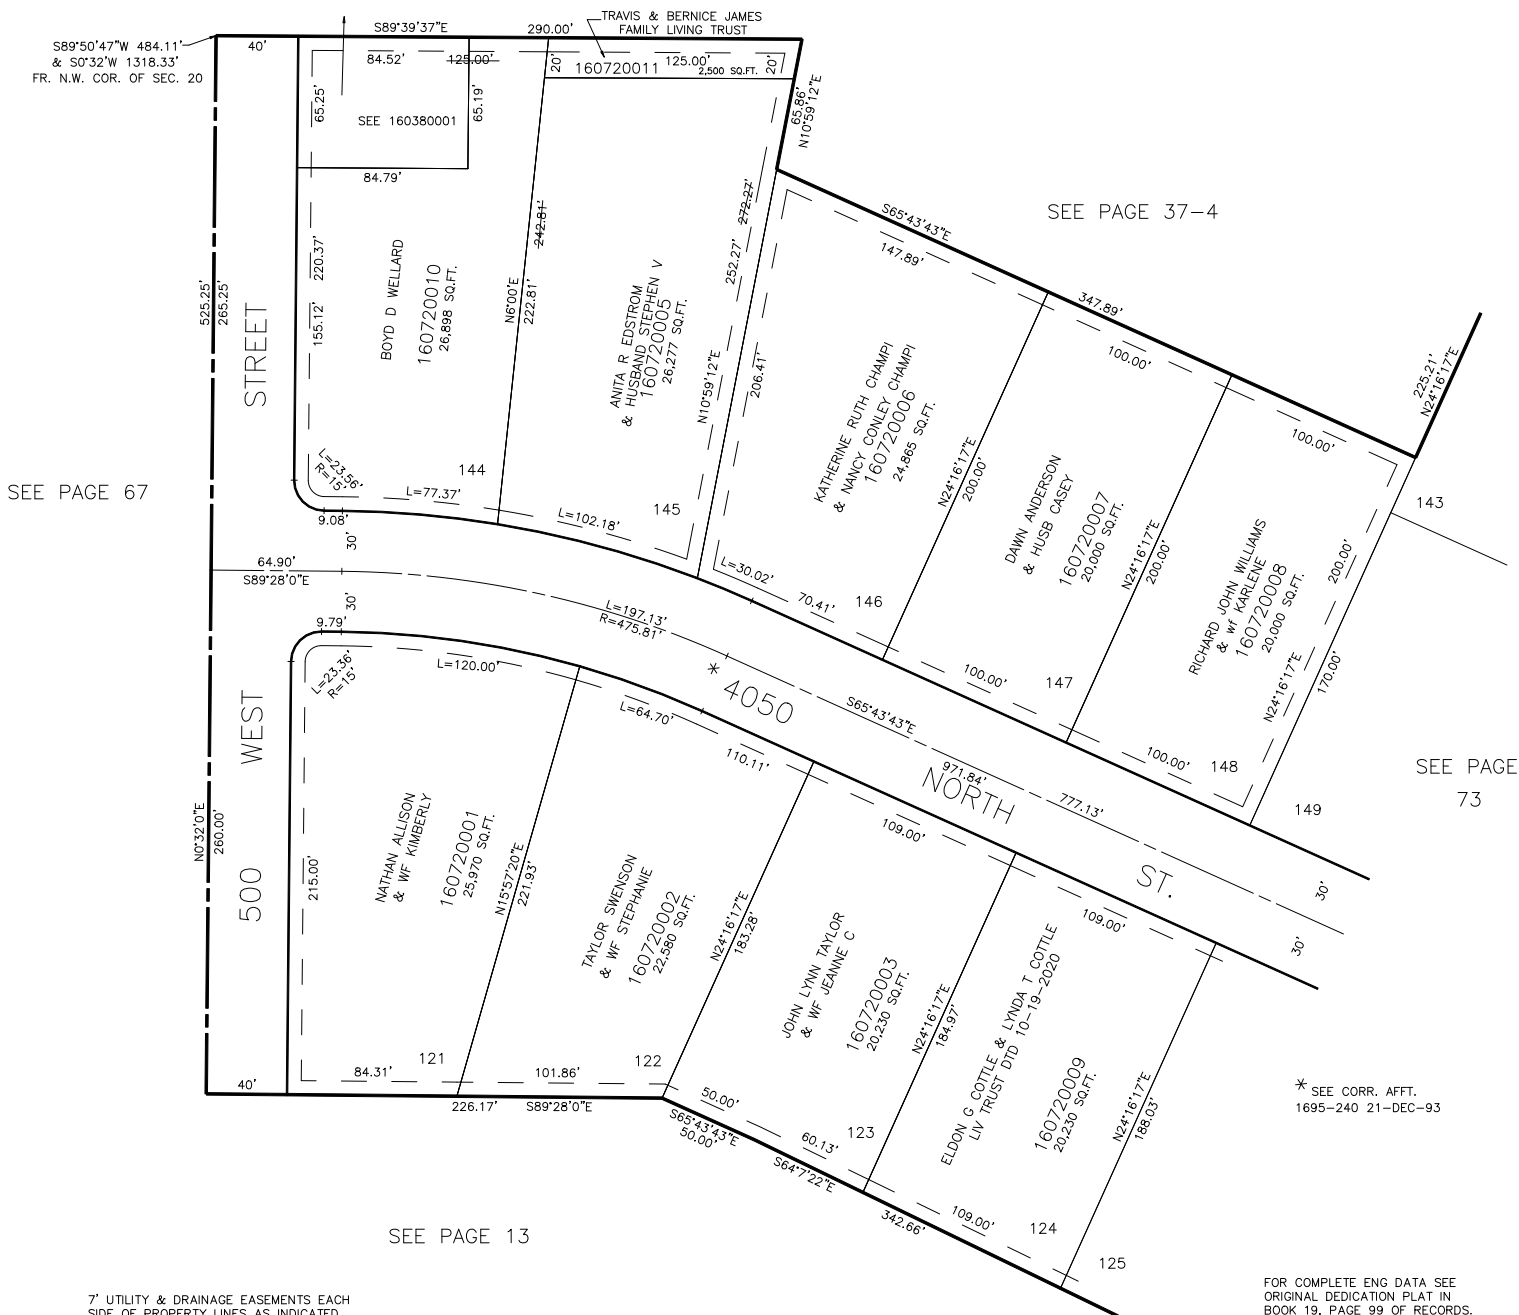 S89°50'47"W 484.11'
& S0°32'W 1318.33'
FR. N.W. COR. OF SEC. 20
40'
S89°39'37"E
290.00'
TRAVIS & BERNICE JAMES
FAMILY LIVING TRUST
84.52'
125.00'
20'
160720011
125.00'
2,500 SQ.FT.
20'
65.86'
N10°59'12"E
65.25'
65.19'
SEE 160380001
84.79'
SEE PAGE 37-4
525.25'
265.25'
STREET
220.37'
155.12'
BOYD D WELLARD
160720010
26,898 SQ.FT.
242.81'
N6°00'E
222.81'
ANITA R EDSTROM
& HUSBAND STEPHEN V
160720005
26,277 SQ.FT.
272.27'
252.27'
N10°59'12"E
206.41'
S65°43'43"E
147.89'
347.89'
100.00'
100.00'
225.21'
N24°16'17"E
KATHERINE RUTH CHAMPI
& NANCY CONLEY CHAMPI
160720006
24,865 SQ.FT.
N24°16'17"E
200.00'
DAWN ANDERSON
& HUSB CASEY
160720007
20,000 SQ.FT.
N24°16'17"E
200.00'
RICHARD JOHN WILLIAMS
& wf KARLENE
160720008
20,000 SQ.FT.
200.00'
N24°16'17"E
170.00'
143
SEE PAGE 67
L=23.56'
R=15'
144
L=77.37'
145
L=102.18'
9.08'
30'
L=30.02'
70.41'
146
64.90'
S89°28'0"E
30'
L=197.13'
R=475.81'
100.00'
147
100.00'
148
149
9.79'
L=23.36'
R=15'
L=120.00'
L=64.70'
110.11'
* 4050
NORTH
ST.
S65°43'43"E
971.84'
777.13'
SEE PAGE
73
109.00'
109.00'
30'
30'
WEST
500
N0°32'0"E
260.00'
215.00'
NATHAN ALLISON
& WF KIMBERLY
160720001
25,970 SQ.FT.
N15°57'20"E
221.93'
TAYLOR SWENSON
& WF STEPHANIE
160720002
22,580 SQ.FT.
N24°16'17"E
183.28'
JOHN LYNN TAYLOR
& WF JEANNE C
160720003
20,230 SQ.FT.
N24°16'17"E
184.97'
ELDON G COTTLE & LYNDA T COTTLE
LIV TRUST DTD 10-19-2020
160720009
20,230 SQ.FT.
N24°16'17"E
188.03'
* SEE CORR. AFFT.
1695-240 21-DEC-93
40'
84.31'
121
101.86'
122
226.17'
S89°28'0"E
50.00'
S65°43'43"E
50.00'
60.13'
123
S64°7'22"E
342.66'
109.00'
124
125
SEE PAGE 13
7' UTILITY & DRAINAGE EASEMENTS EACH
SIDE OF PROPERTY LINES AS INDICATED
FOR COMPLETE ENG DATA SEE
ORIGINAL DEDICATION PLAT IN
BOOK 19, PAGE 99 OF RECORDS.